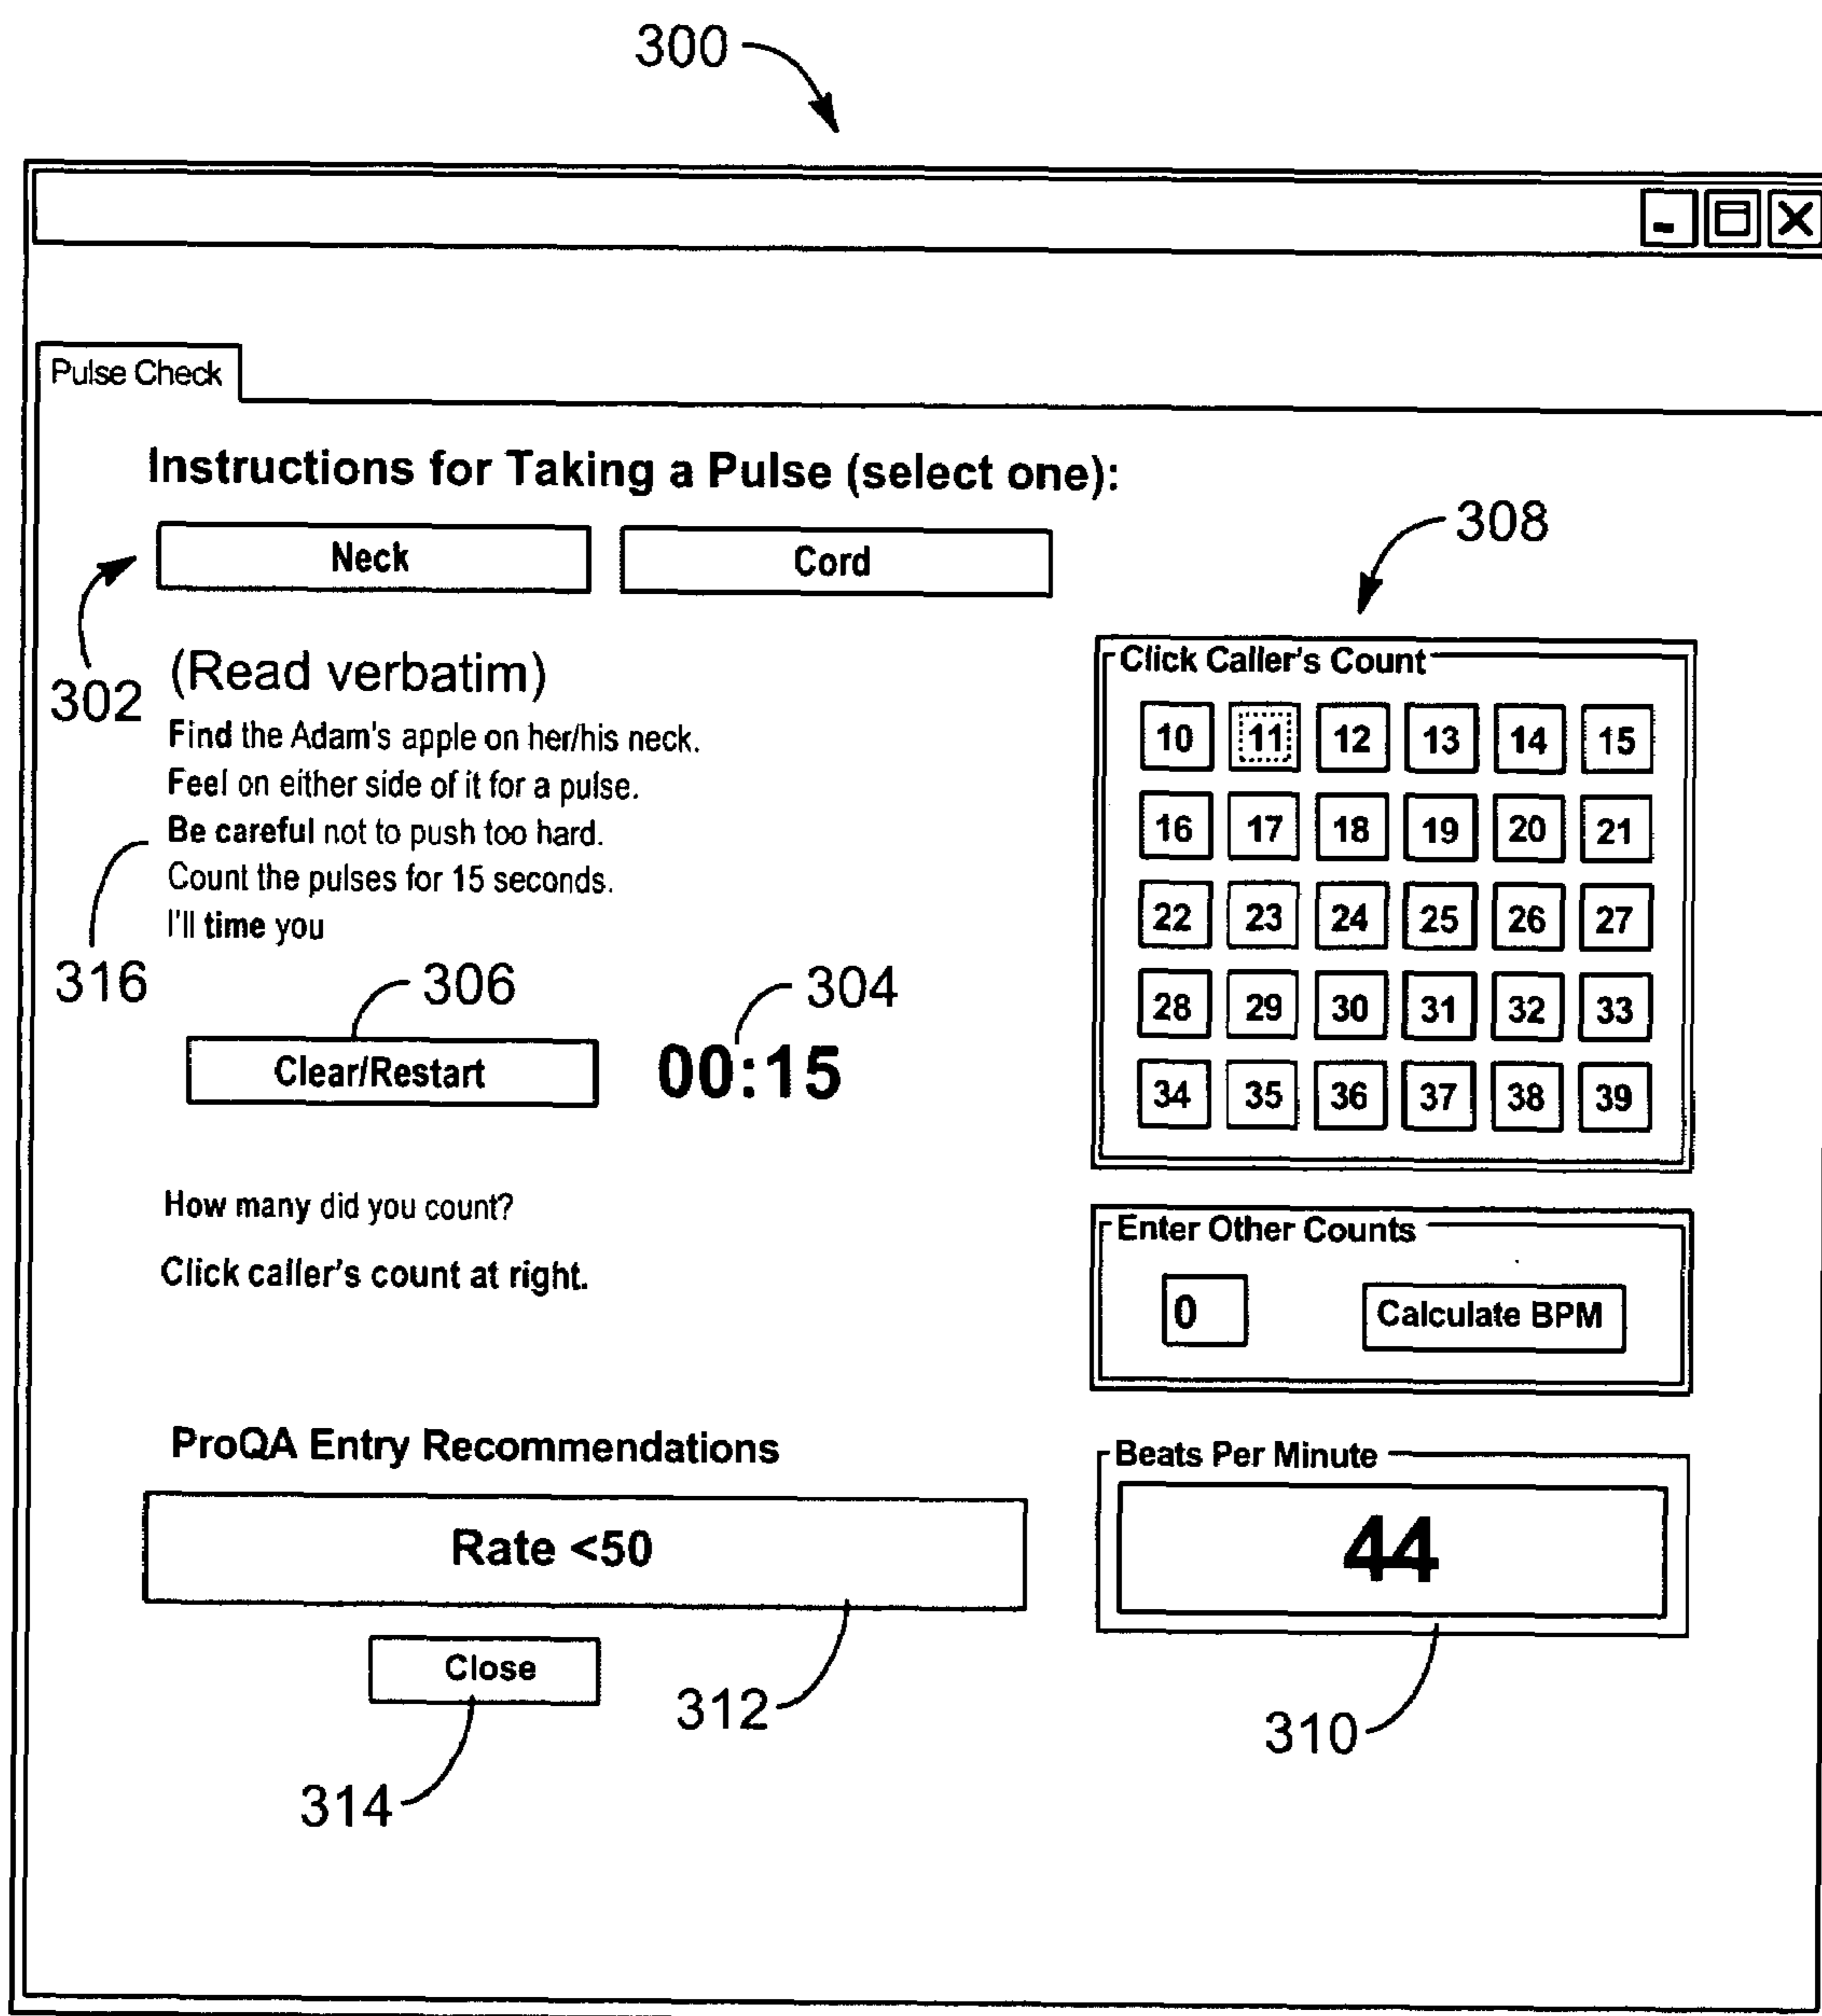 300
Pulse Check
Instructions for Taking a Pulse (select one):
Neck
Cord
302
308
(Read verbatim)
Find the Adam's apple on her/his neck.
Feel on either side of it for a pulse.
Be careful not to push too hard.
Count the pulses for 15 seconds.
I'll time you
316
306
304
Clear/Restart
00:15
Click Caller's Count
10 11 12 13 14 15
16 17 18 19 20 21
22 23 24 25 26 27
28 29 30 31 32 33
34 35 36 37 38 39
How many did you count?
Click caller's count at right.
Enter Other Counts
0
Calculate BPM
ProQA Entry Recommendations
Rate <50
Beats Per Minute
44
Close
312
310
314